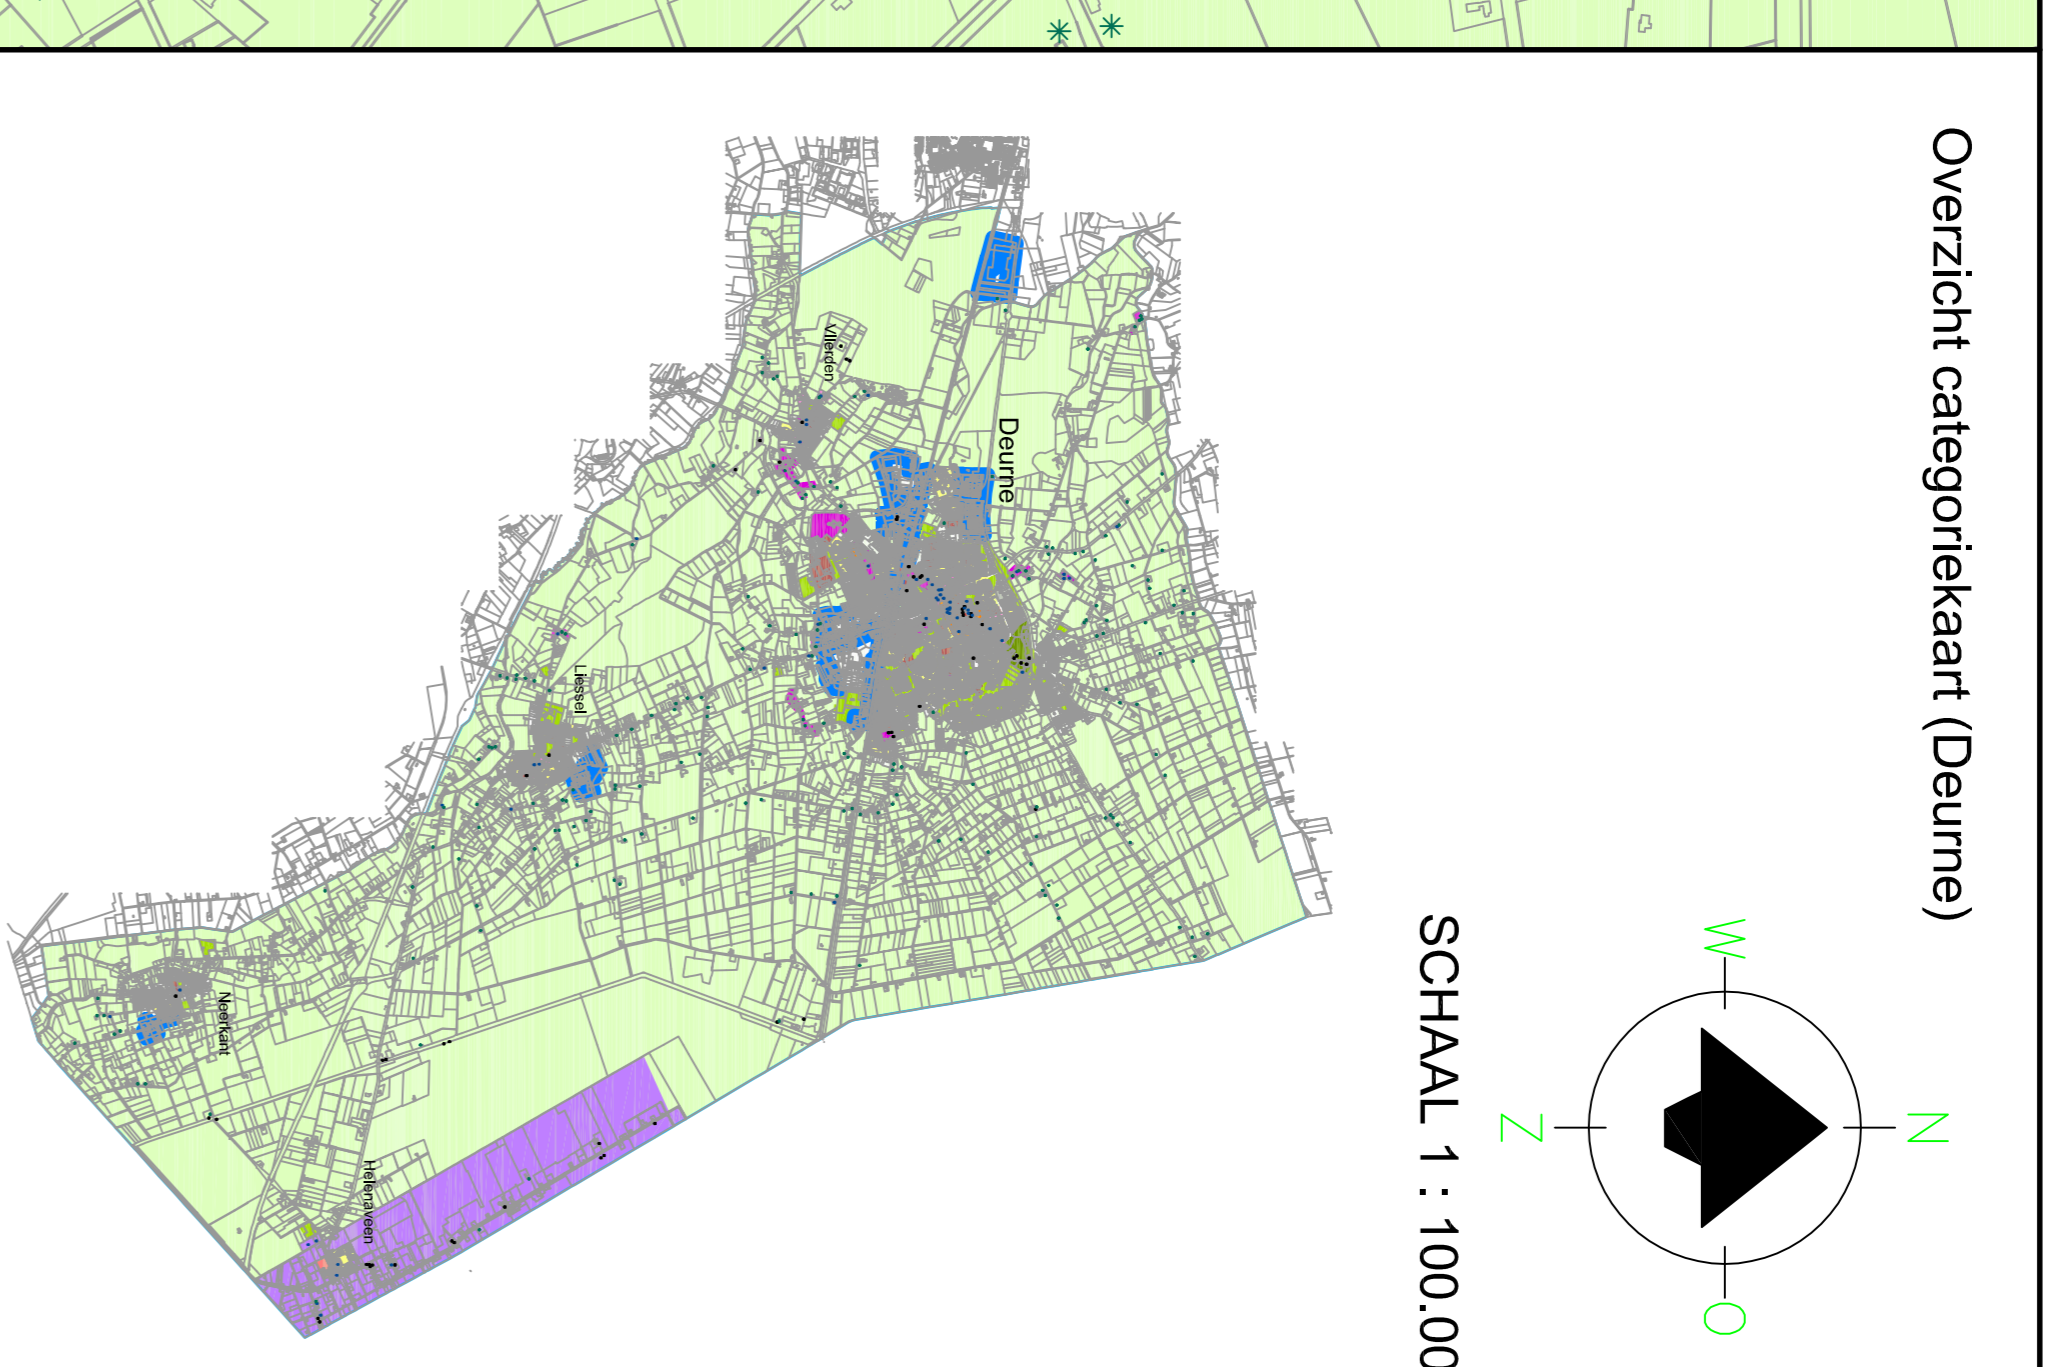 Overzicht categoriekaart (Deurne)
N
W
O
Z
SCHAAL 1 : 100.00
Deurne
Vlierden
Liessel
Neerkant
Helenaveen